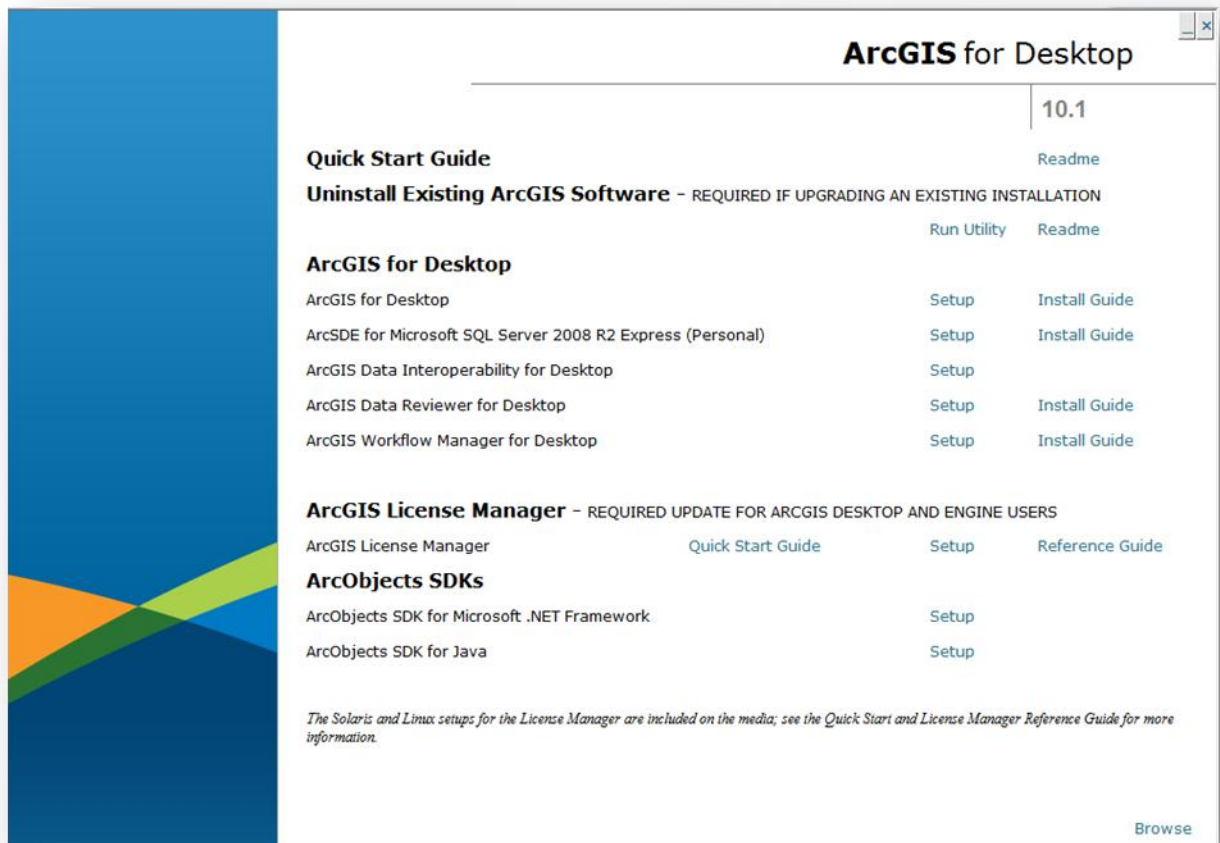 ArcGIS for Desktop
10.1
Quick Start Guide Readme
Uninstall Existing ArcGIS Software - REQUIRED IF UPGRADING AN EXISTING INSTALLATION
Run Utility Readme
ArcGIS for Desktop
ArcGIS for Desktop Setup Install Guide
ArcSDE for Microsoft SQL Server 2008 R2 Express (Personal) Setup Install Guide
ArcGIS Data Interoperability for Desktop Setup
ArcGIS Data Reviewer for Desktop Setup Install Guide
ArcGIS Workflow Manager for Desktop Setup Install Guide
ArcGIS License Manager - REQUIRED UPDATE FOR ARCGIS DESKTOP AND ENGINE USERS
ArcGIS License Manager Quick Start Guide Setup Reference Guide
ArcObjects SDKs
ArcObjects SDK for Microsoft .NET Framework Setup
ArcObjects SDK for Java Setup
The Solaris and Linux setups for the License Manager are included on the media; see the Quick Start and License Manager Reference Guide for more
information.
Browse